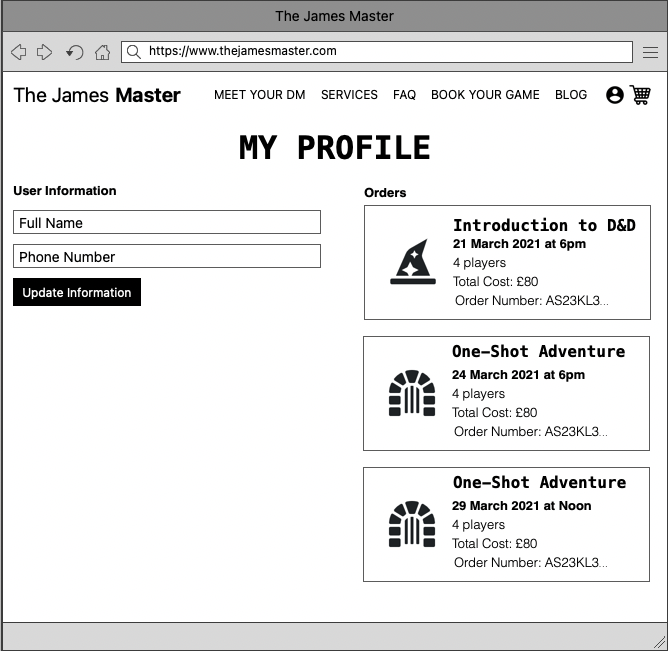 The James Master
https://www.thejamesmaster.com
The James Master
MEET YOUR DM SERVICES FAQ BOOK YOUR GAME BLOG
MY PROFILE
User Information
Full Name
Phone Number
Update Information
Orders
Introduction to D&D
21 March 2021 at 6pm
4 players
Total Cost: £80
Order Number: AS23KL3...
One-Shot Adventure
24 March 2021 at 6pm
4 players
Total Cost: £80
Order Number: AS23KL3...
One-Shot Adventure
29 March 2021 at Noon
4 players
Total Cost: £80
Order Number: AS23KL3...